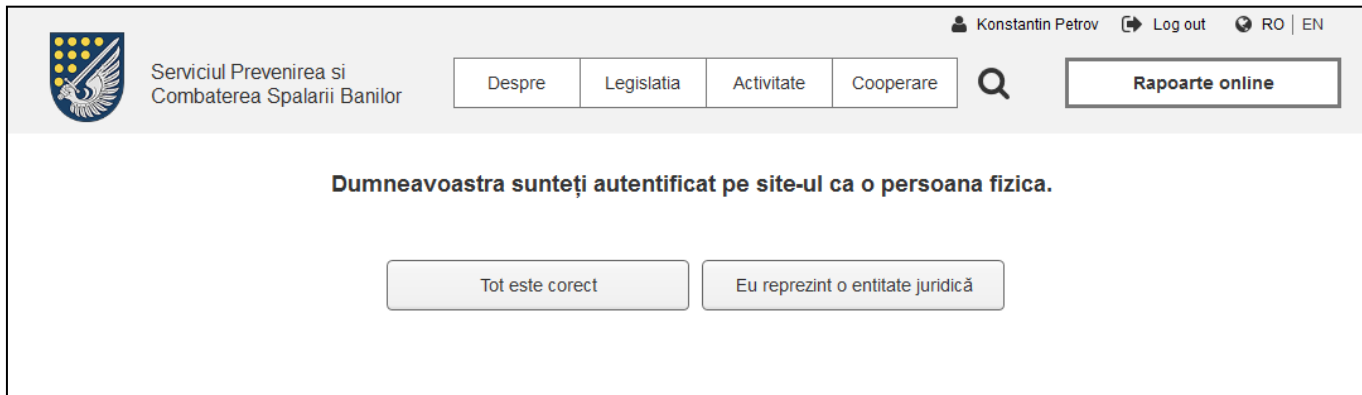 Konstantin Petrov Log out RO | EN
Serviciul Prevenirea si
Combaterea Spalarii Banilor
Despre Legislatia Activitate Cooperare Rapoarte online
Dumneavoastra sunteți autentificat pe site-ul ca o persoana fizica.
Tot este corect Eu reprezint o entitate juridică